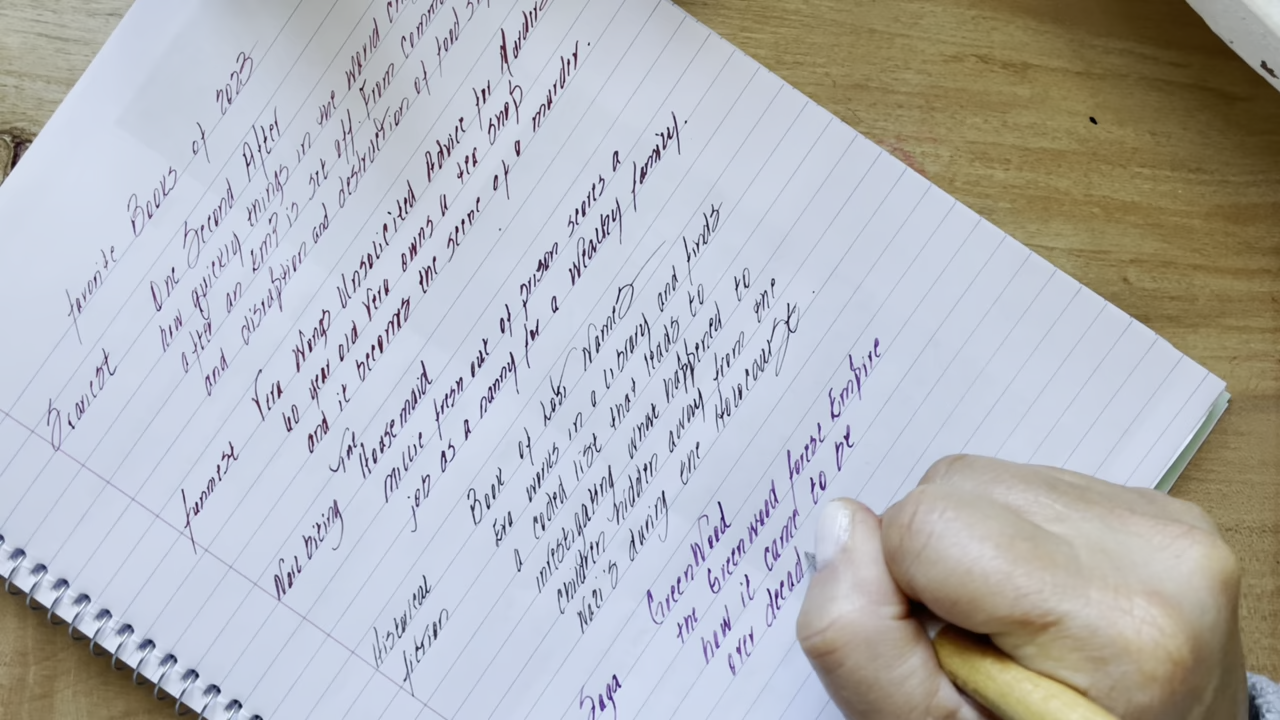 favorite Books of 2023
Scariest
One Second After
how quickly things in the world
after an EMP is set off. From
and disruption and destruction of food
funniest
Vera Wongs Unsolicited Advice for Murderers
60 year old Vera owns a tea shop
and it becomes the scene of a murder.
Nail biting
The Housemaid
Millie fresh out of prison scores a
job as a nanny for a wealthy family.
Historical
fiction
Book of Lost Names
Eva works in a library and finds
a coded list that leads to
investigating what happened to
children hidden away from the
Nazi's during the Holocaust.
Saga
GreenWood
the Greenwood forest Empire
how it came to be
over decad